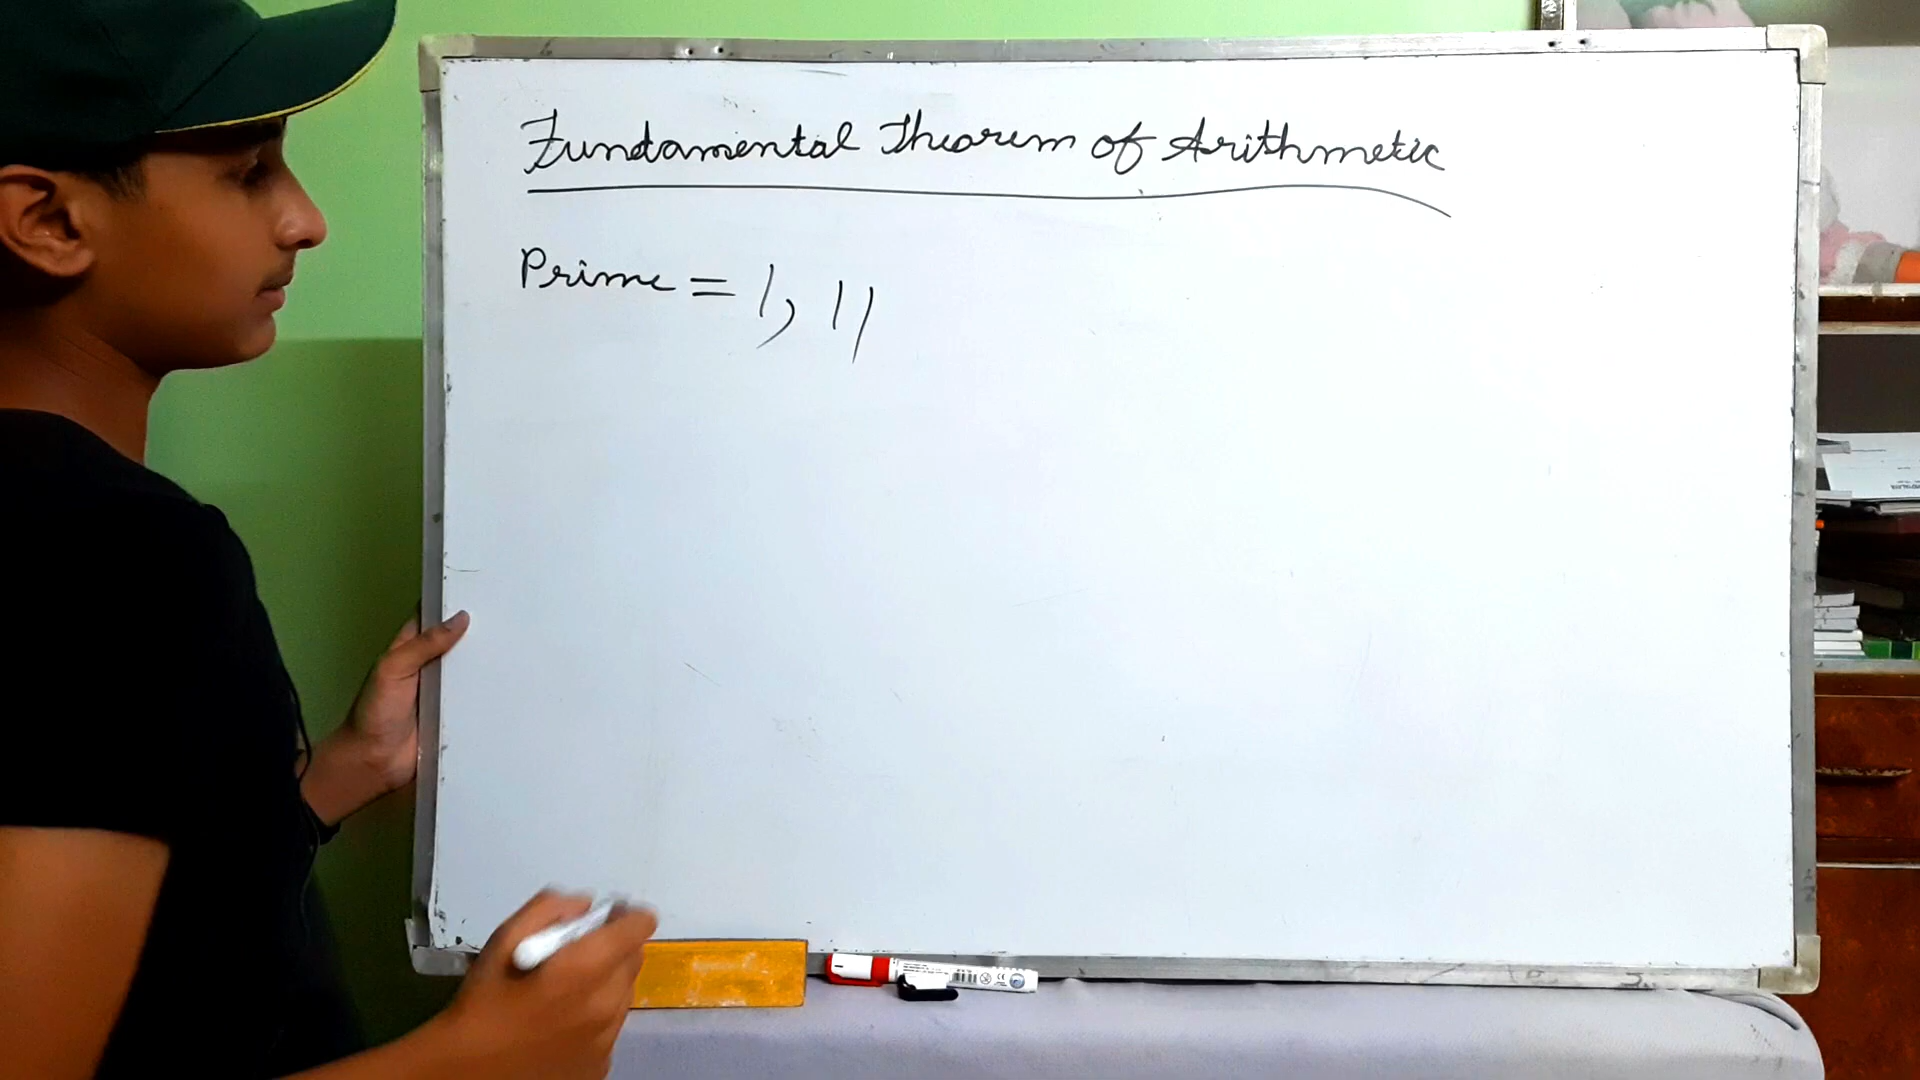 Fundamental Theorem of Arithmetic
Prime = 1, 11